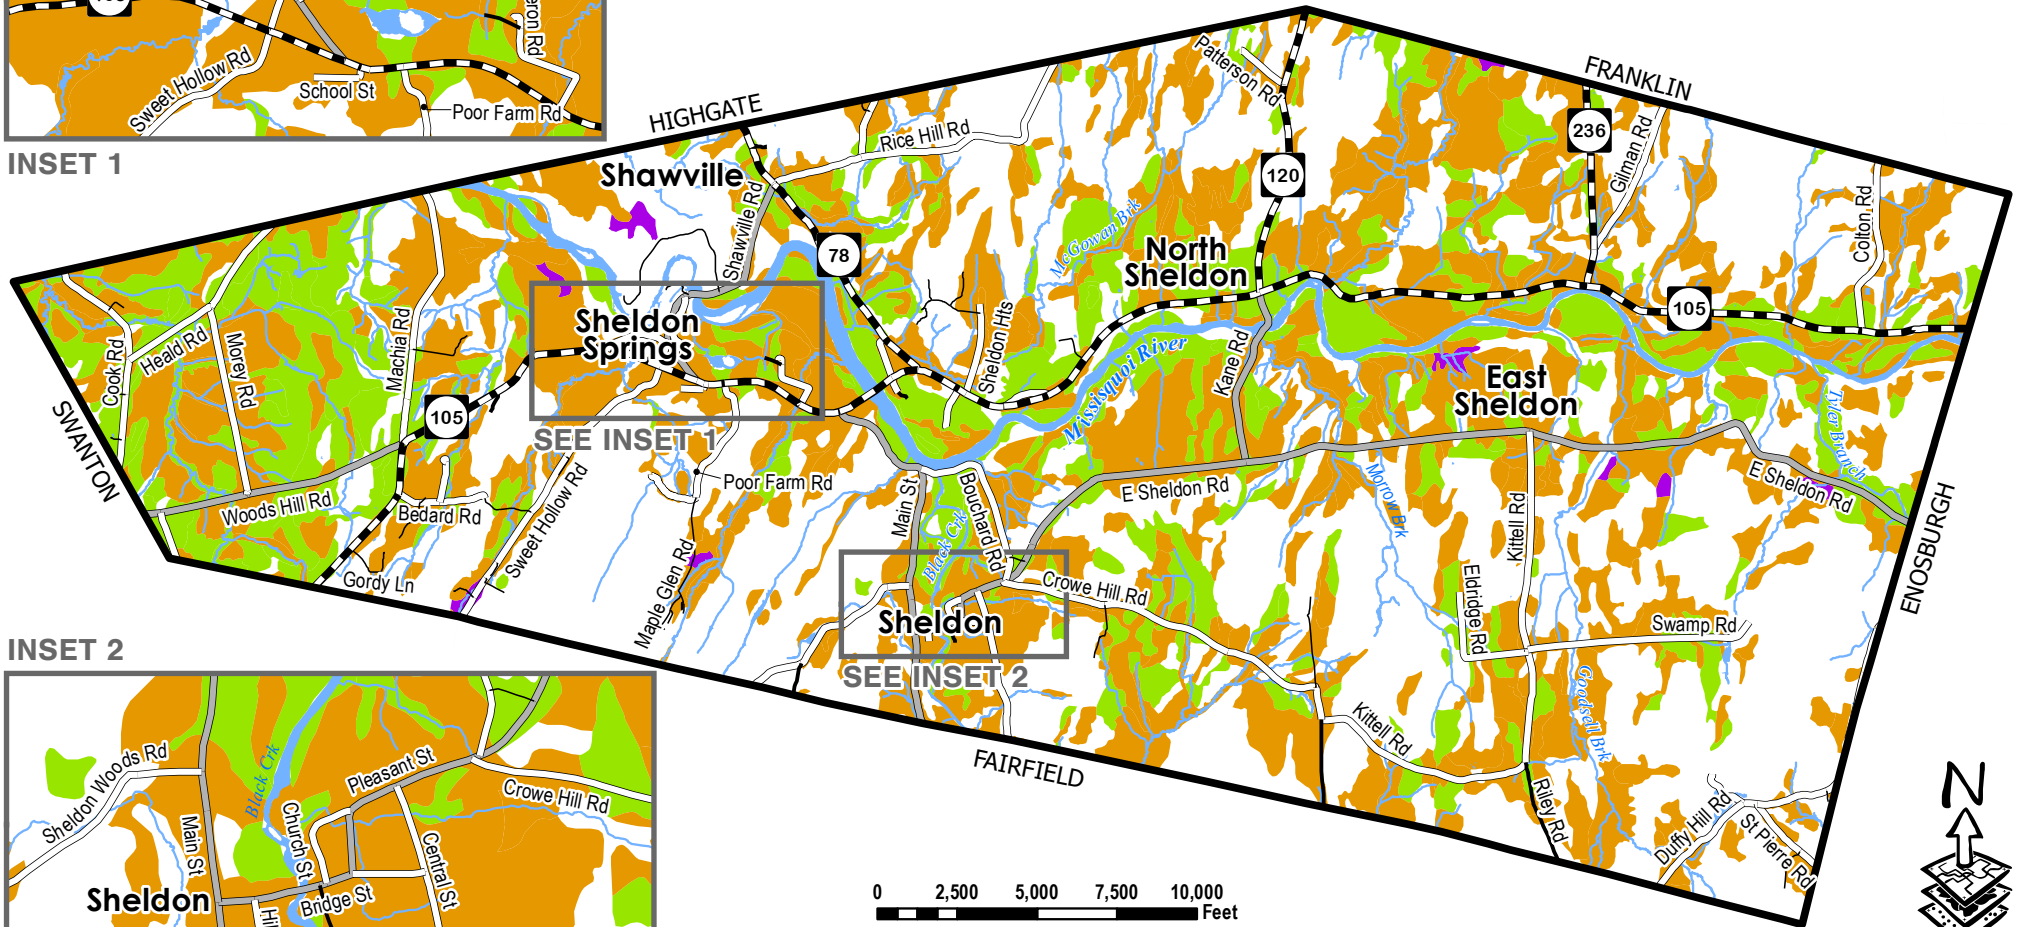 Sweet Hollow Rd
School St
Poor Farm Rd
INSET 1
HIGHGATE
FRANKLIN
Patterson Rd
Rice Hill Rd
236
Gilman Rd
120
Shawville
Shawville Rd
78
McGowan Brk
North
Sheldon
Colton Rd
105
Sheldon
Springs
Sheldon Hts
Missisquoi River
Kane Rd
East
Sheldon
Tyler Branch
Cook Rd
Heald Rd
Morey Rd
Machia Rd
105
SWANTON
SEE INSET 1
Woods Hill Rd
Bedard Rd
Sweet Hollow Rd
Poor Farm Rd
Main St
Bouchard Rd
Black Crk
E Sheldon Rd
Morrow Brk
Kittell Rd
E Sheldon Rd
ENOSBURGH
Gordy Ln
Maple Glen Rd
Crowe Hill Rd
Sheldon
Eldridge Rd
Swamp Rd
SEE INSET 2
Goodsell Brk
Kittell Rd
FAIRFIELD
Riley Rd
Duffy Hill Rd
St Pierre Rd
INSET 2
Sheldon Woods Rd
Black Crk
Pleasant St
Crowe Hill Rd
Main St
Church St
Central St
Sheldon
Bridge St
0 2,500 5,000 7,500 10,000
Feet
N